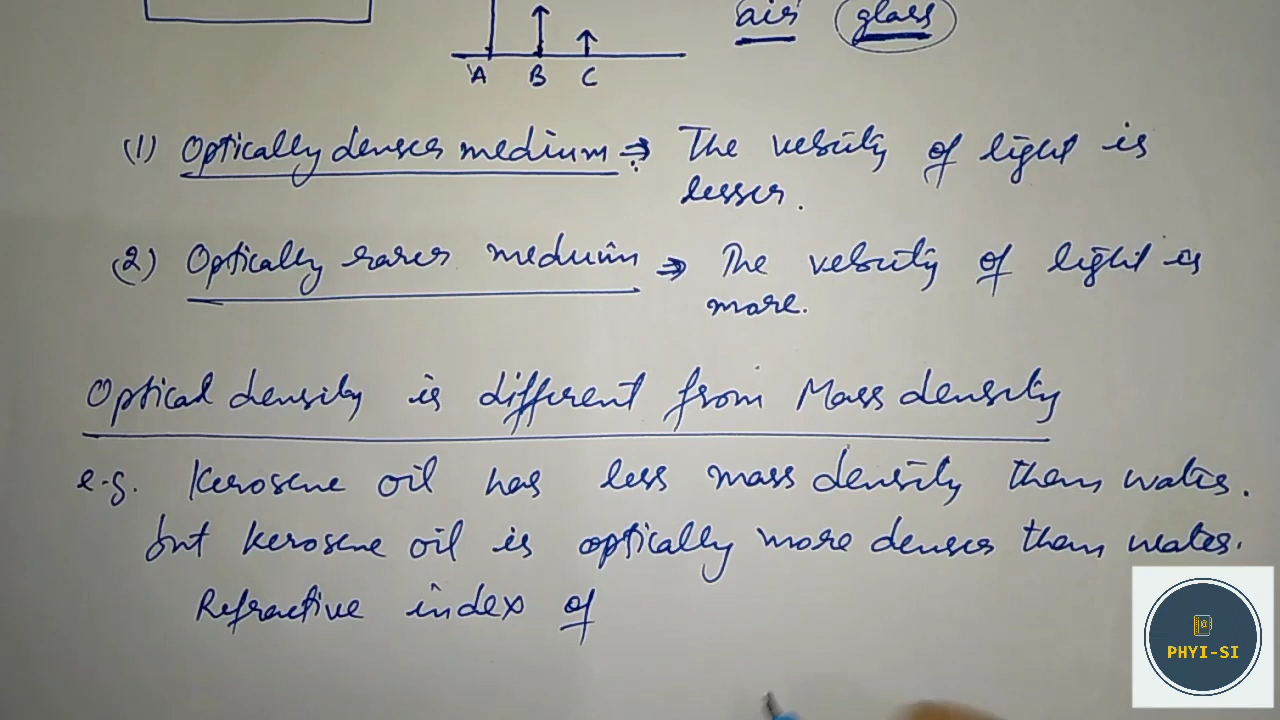 air glass
A B C
(1) Optically denser medium ⇒ The velocity of light is
lesser.
(2) Optically rarer medium ⇒ The velocity of light is
more.
Optical density is different from Mass density
e.g. Kerosene oil has less mass density than water.
but kerosene oil is optically more denser than water.
Refractive index of
PHYI-SI